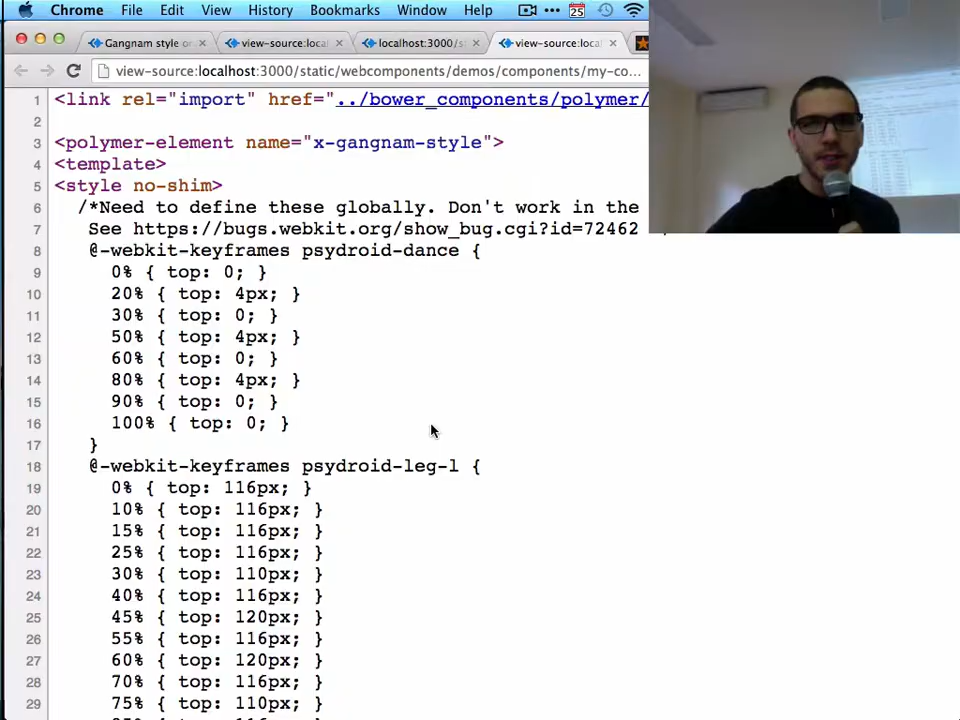 Chrome File Edit View History Bookmarks Window Help 25
Gangnam style o
view-source:loca
localhost:3000/st
view-source:loca
view-source:localhost:3000/static/webcomponents/demos/components/my-co...
1 <link rel="import" href="../bower_components/polymer/
2
3 <polymer-element name="x-gangnam-style">
4 <template>
5 <style no-shim>
6 /*Need to define these globally. Don't work in the
7 See https://bugs.webkit.org/show_bug.cgi?id=72462
8 @-webkit-keyframes psydroid-dance {
9 0% { top: 0; }
10 20% { top: 4px; }
11 30% { top: 0; }
12 50% { top: 4px; }
13 60% { top: 0; }
14 80% { top: 4px; }
15 90% { top: 0; }
16 100% { top: 0; }
17 }
18 @-webkit-keyframes psydroid-leg-l {
19 0% { top: 116px; }
20 10% { top: 116px; }
21 15% { top: 116px; }
22 25% { top: 116px; }
23 30% { top: 110px; }
24 40% { top: 116px; }
25 45% { top: 120px; }
26 55% { top: 116px; }
27 60% { top: 120px; }
28 70% { top: 116px; }
29 75% { top: 110px; }